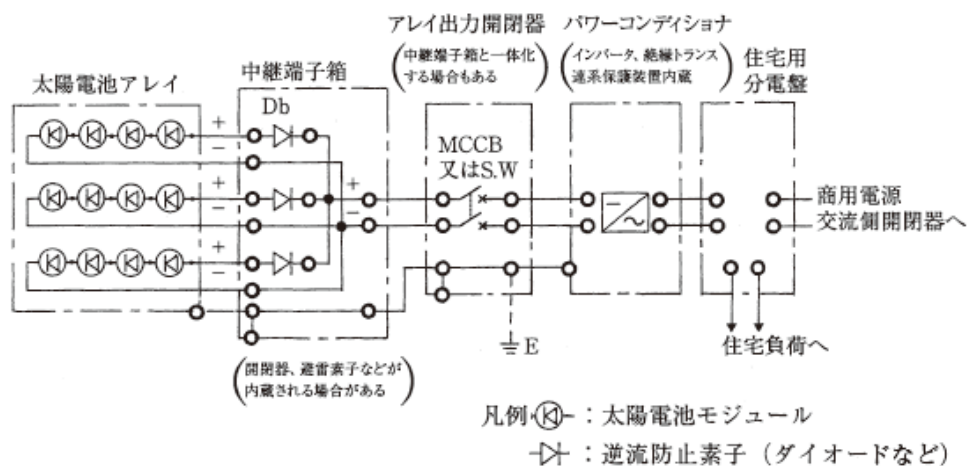 アレイ出力開閉器
(中継端子箱と一体化
する場合もある)
パワーコンディショナ
(インバータ、絶縁トランス
連系保護装置内蔵)
住宅用
分電盤
太陽電池アレイ
中継端子箱
Db
MCCB
又はS.W
+
−
+
−
+
−
+
−
商用電源
交流側開閉器へ
E
住宅負荷へ
(開閉器、避雷素子などが
内蔵される場合がある)
凡例 : 太陽電池モジュール
: 逆流防止素子(ダイオードなど)